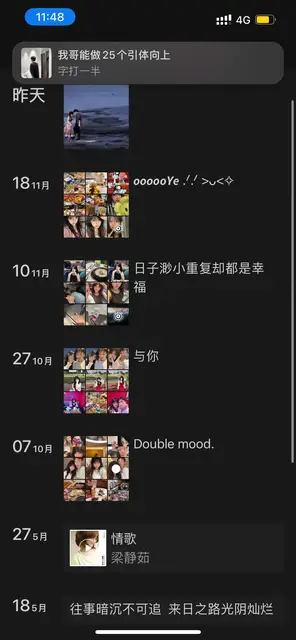 11:48
4G
我哥能做25个引体向上
字打一半
昨天
18 11月
oooooYe .ᐟ.ᐟ >ᴗ<✧
10 11月
日子渺小重复却都是幸
福
27 10月
与你
07 10月
Double mood.
27 5月
情歌
梁静茹
18 5月
往事暗沉不可追 来日之路光阴灿烂